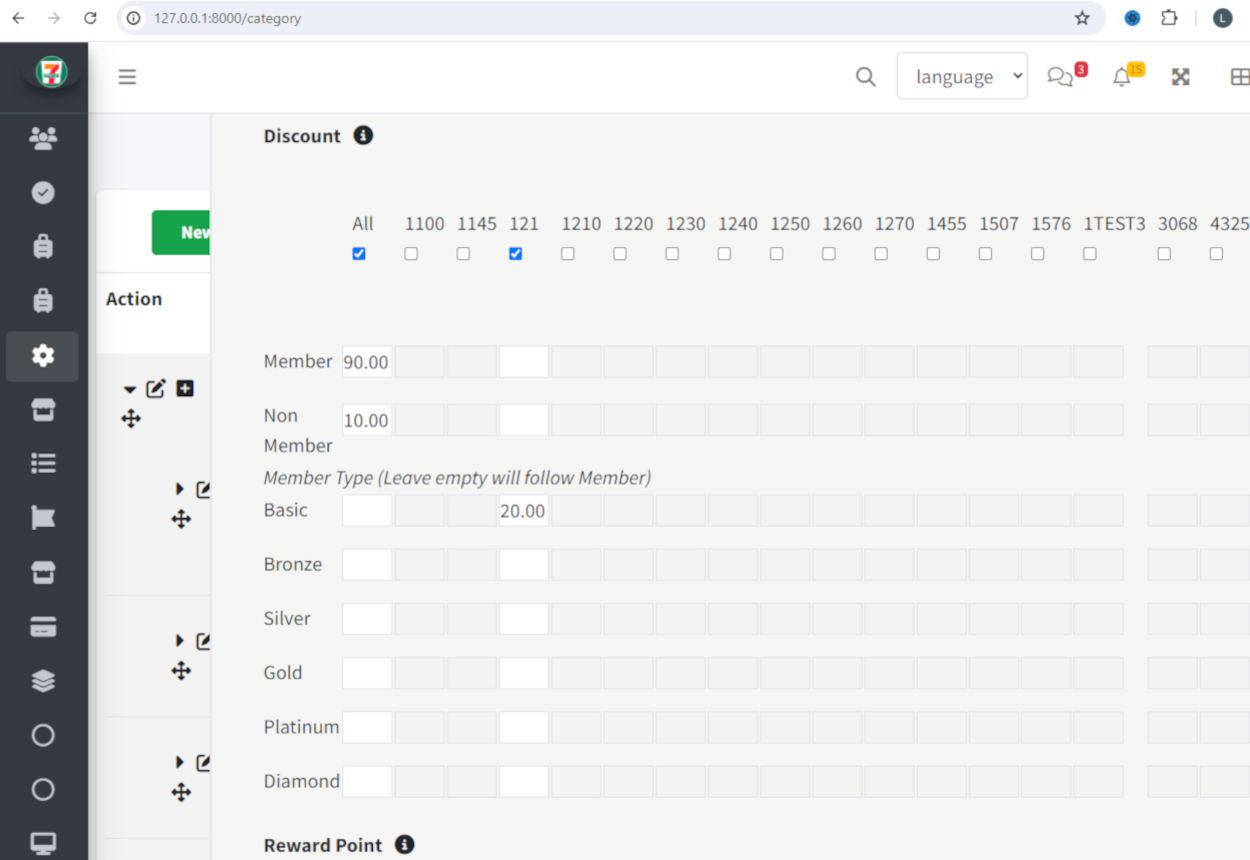 127.0.0.1:8000/category
L
7
language
3
15
Discount
New
Action
All 1100 1145 121 1210 1220 1230 1240 1250 1260 1270 1455 1507 1576 1TEST3 3068 4325
Member 90.00
Non Member 10.00
Member Type (Leave empty will follow Member)
Basic 20.00
Bronze
Silver
Gold
Platinum
Diamond
Reward Point